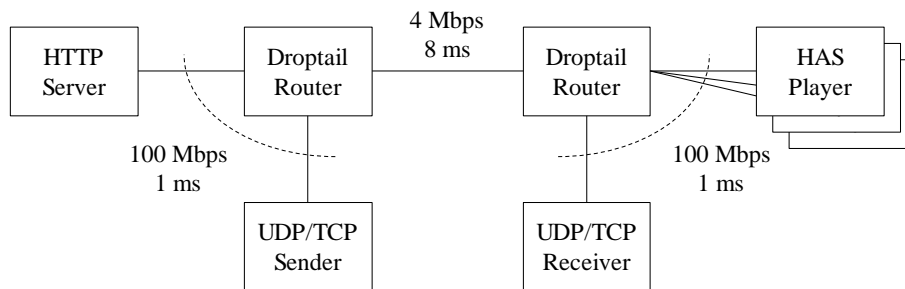 4 Mbps
8 ms
HTTP
Server
Droptail
Router
Droptail
Router
HAS
Player
100 Mbps
1 ms
100 Mbps
1 ms
UDP/TCP
Sender
UDP/TCP
Receiver